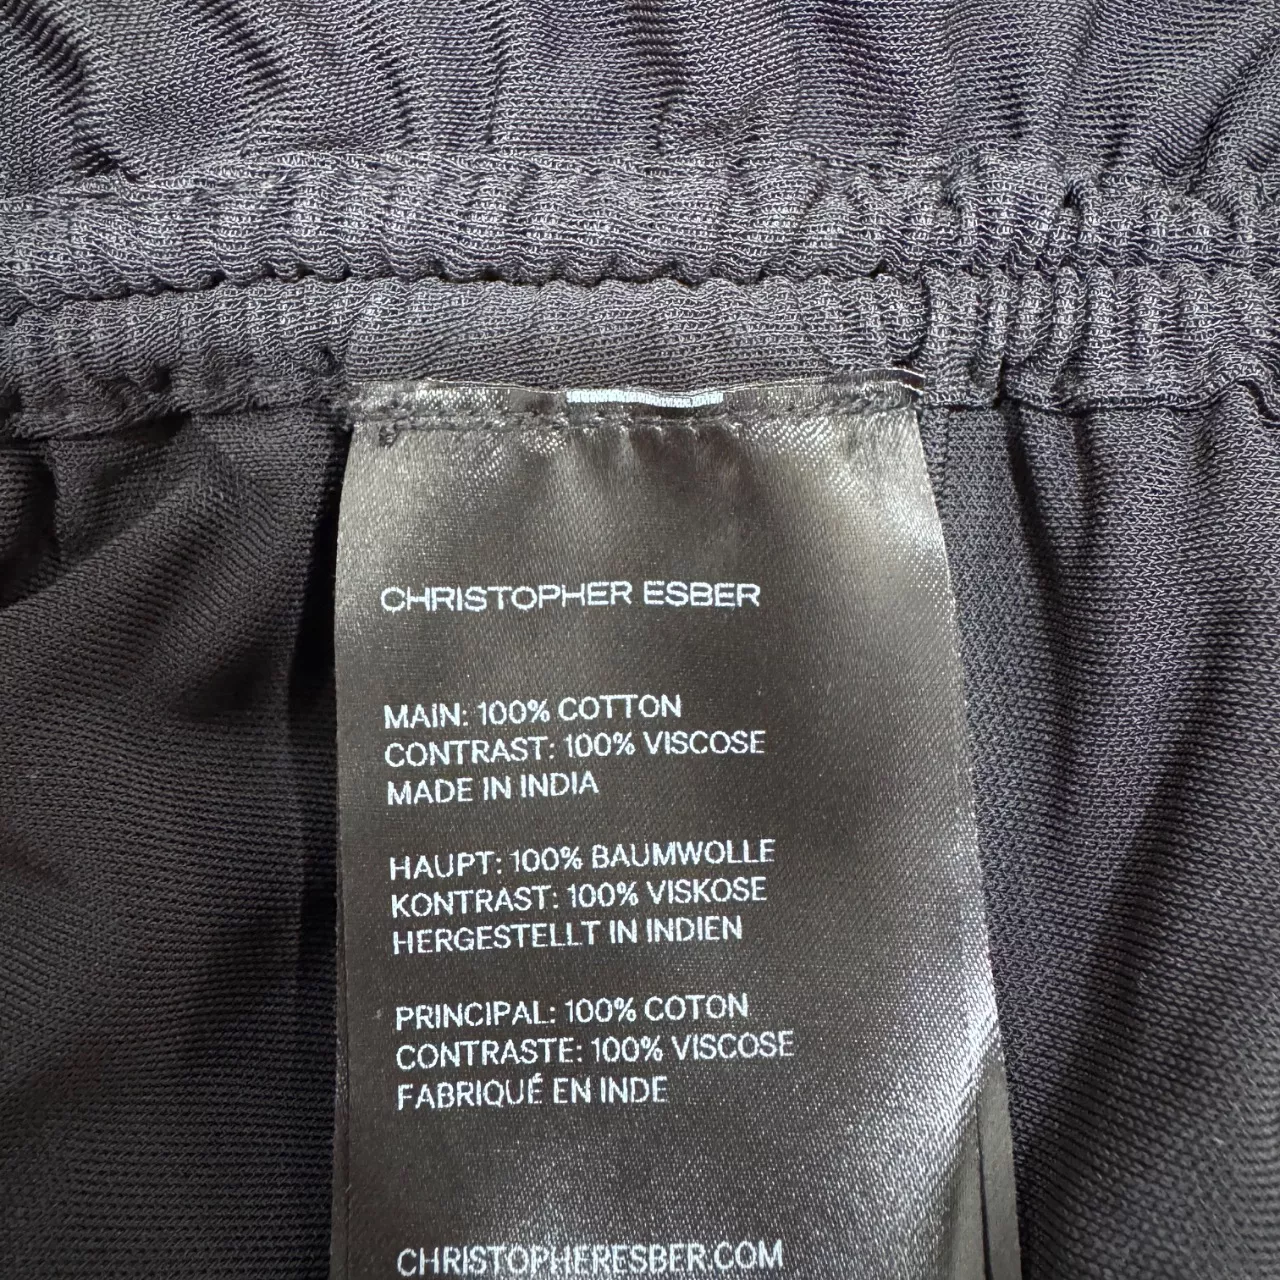 CHRISTOPHER ESBER
MAIN: 100% COTTON
CONTRAST: 100% VISCOSE
MADE IN INDIA
HAUPT: 100% BAUMWOLLE
KONTRAST: 100% VISKOSE
HERGESTELLT IN INDIEN
PRINCIPAL: 100% COTON
CONTRASTE: 100% VISCOSE
FABRIQUÉ EN INDE
CHRISTOPHERESBER.COM